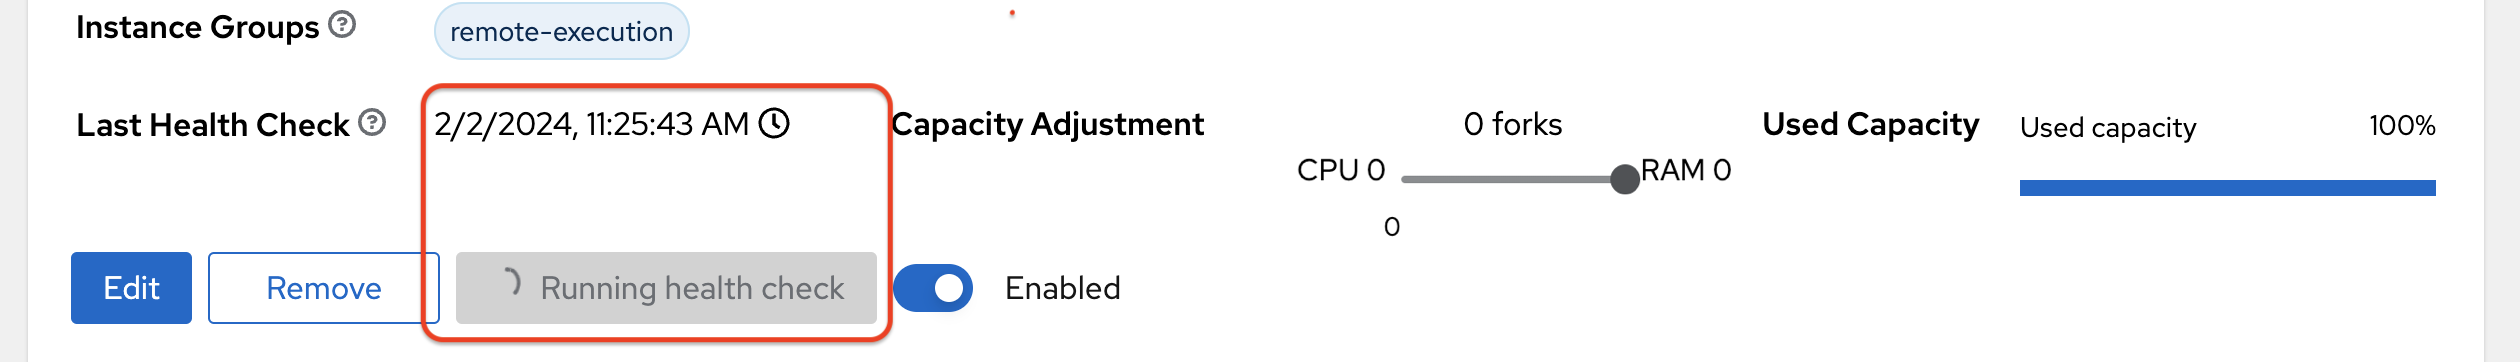 Instance Groups
remote-execution
Last Health Check
2/2/2024, 11:25:43 AM
Capacity Adjustment
0 forks
CPU 0
RAM 0
0
Used Capacity
Used capacity
100%
Edit
Remove
Running health check
Enabled